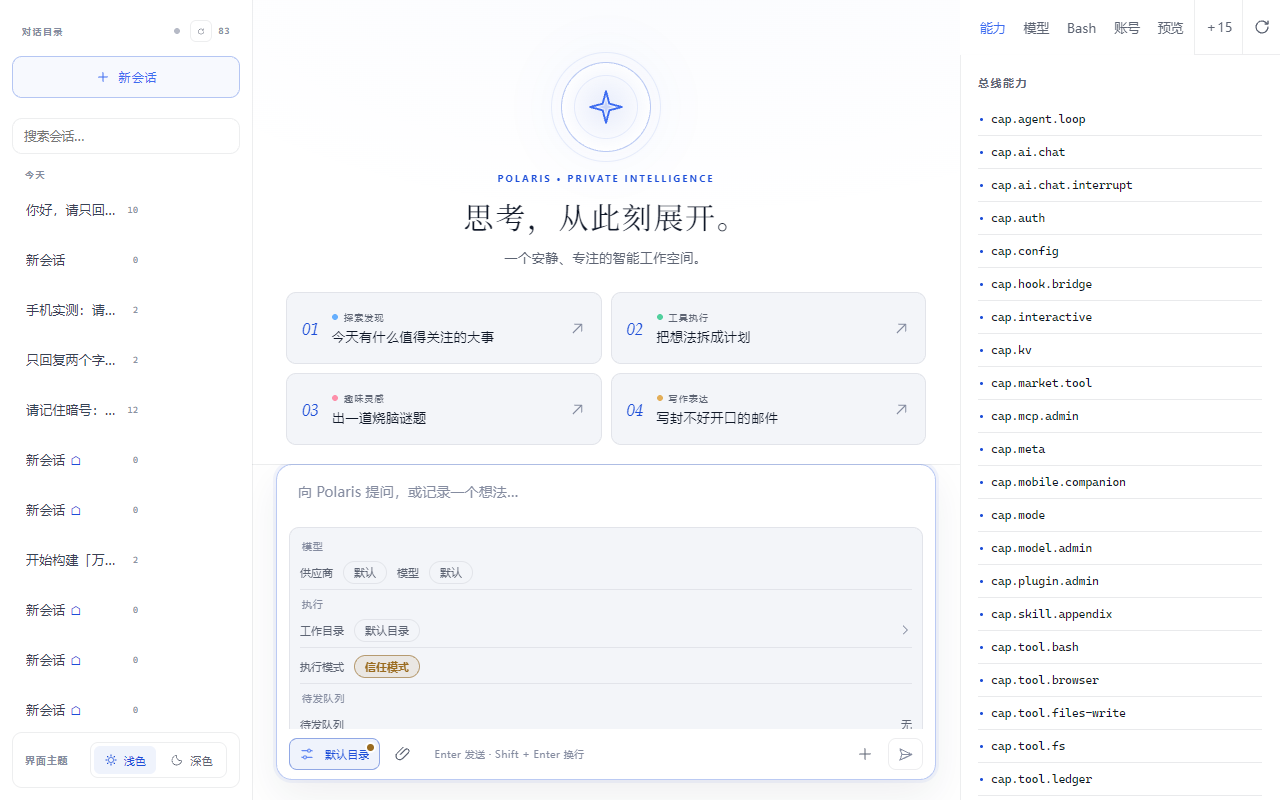 对话目录
83
+ 新会话
搜索会话...
今天
你好，请只回... 10
新会话 0
手机实测：请... 2
只回复两个字... 2
请记住暗号：... 12
新会话 0
新会话 0
开始构建「万... 2
新会话 0
新会话 0
新会话 0
界面主题 浅色 深色
POLARIS • PRIVATE INTELLIGENCE
思考，从此刻展开。
一个安静、专注的智能工作空间。
01 探索发现
今天有什么值得关注的大事
02 工具执行
把想法拆成计划
03 趣味灵感
出一道烧脑谜题
04 写作表达
写封不好开口的邮件
向 Polaris 提问，或记录一个想法...
模型
供应商 默认 模型 默认
执行
工作目录 默认目录
执行模式 信任模式
待发队列
待发队列 无
默认目录
Enter 发送 · Shift + Enter 换行
能力 模型 Bash 账号 预览 +15
总线能力
• cap.agent.loop
• cap.ai.chat
• cap.ai.chat.interrupt
• cap.auth
• cap.config
• cap.hook.bridge
• cap.interactive
• cap.kv
• cap.market.tool
• cap.mcp.admin
• cap.meta
• cap.mobile.companion
• cap.mode
• cap.model.admin
• cap.plugin.admin
• cap.skill.appendix
• cap.tool.bash
• cap.tool.browser
• cap.tool.files-write
• cap.tool.fs
• cap.tool.ledger